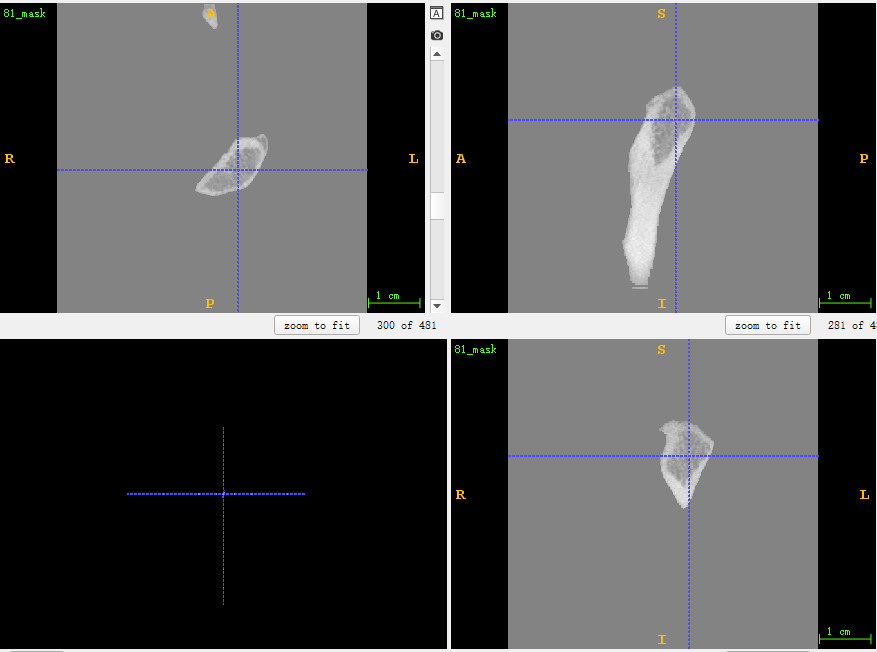 81_mask
A
R
L
P
1 cm
zoom to fit
300 of 481
A
81_mask
S
A
P
I
1 cm
zoom to fit
281 of 4
81_mask
S
R
L
I
1 cm